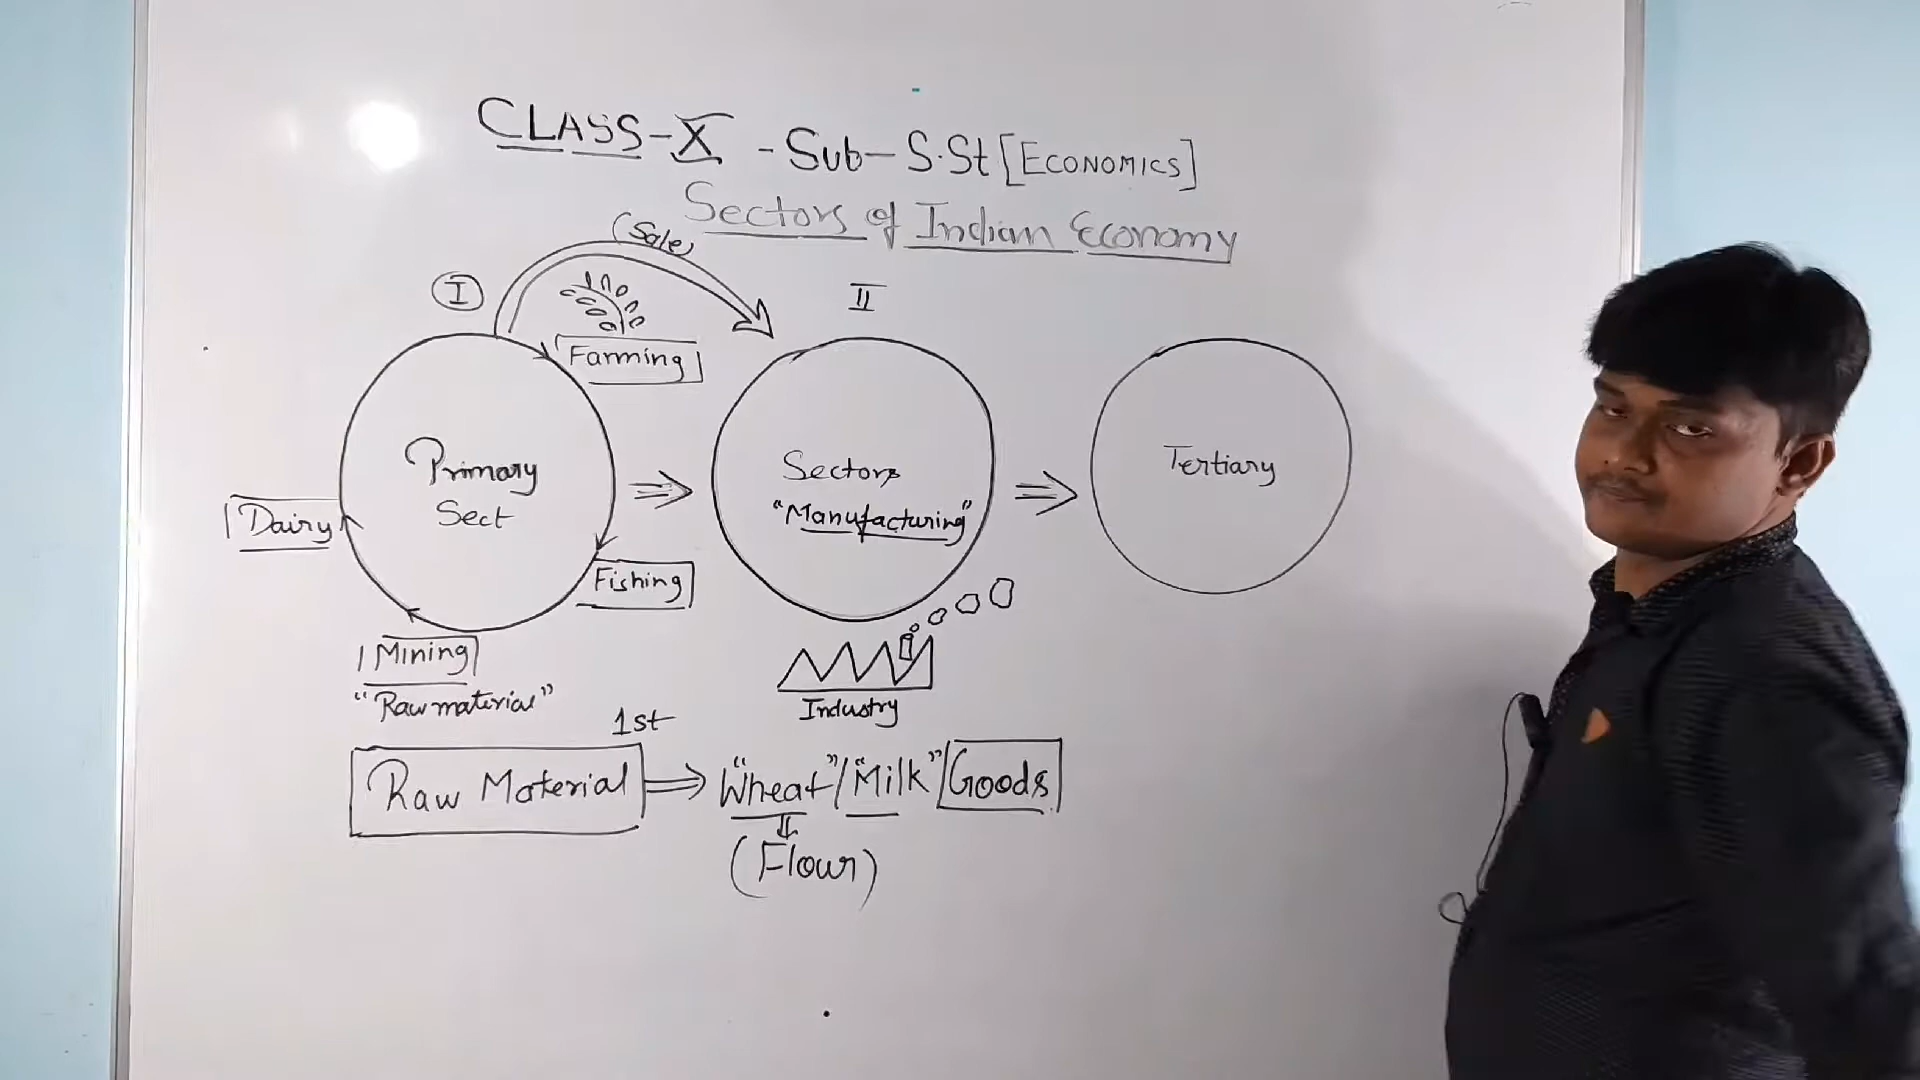 CLASS-X - Sub-S.St [ECONOMICS]
Sectors of Indian Economy
(Sale)
I
II
Farming
Primary
Sect
Sectors
"Manufacturing"
Tertiary
Dairy
Fishing
Mining
"Raw material"
Industry
1st
Raw Material ⇒ "Wheat"/"Milk" Goods
(Flour)